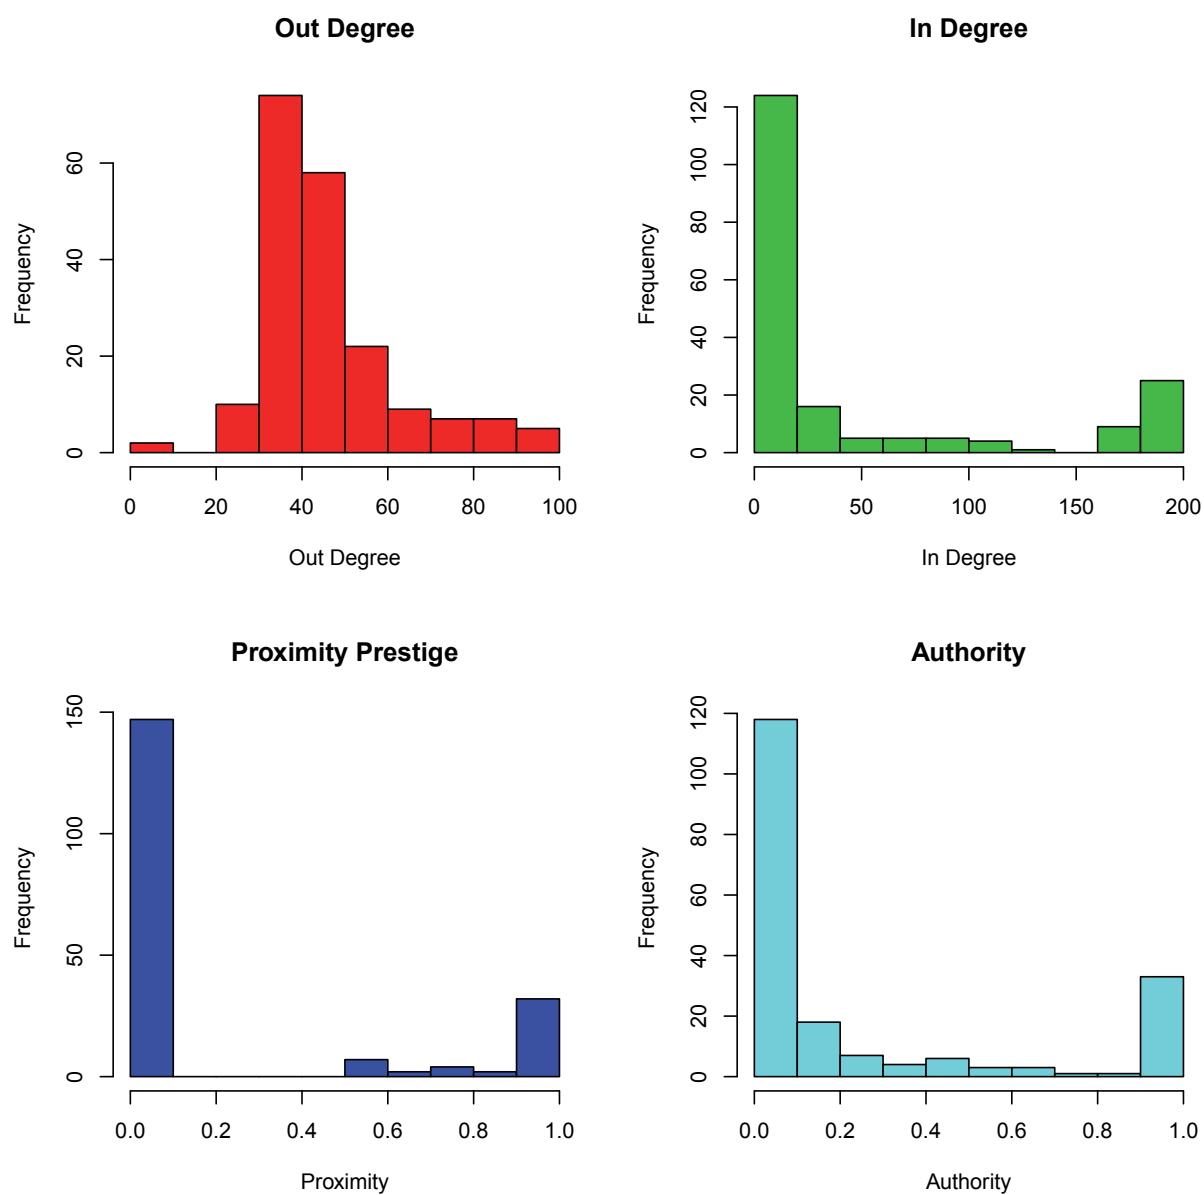 Out Degree
Frequency
0 20 40 60
0 20 40 60 80 100
Out Degree
In Degree
Frequency
0 20 40 60 80 100 120
0 50 100 150 200
In Degree
Proximity Prestige
Frequency
0 50 100 150
0.0 0.2 0.4 0.6 0.8 1.0
Proximity
Authority
Frequency
0 20 40 60 80 100 120
0.0 0.2 0.4 0.6 0.8 1.0
Authority